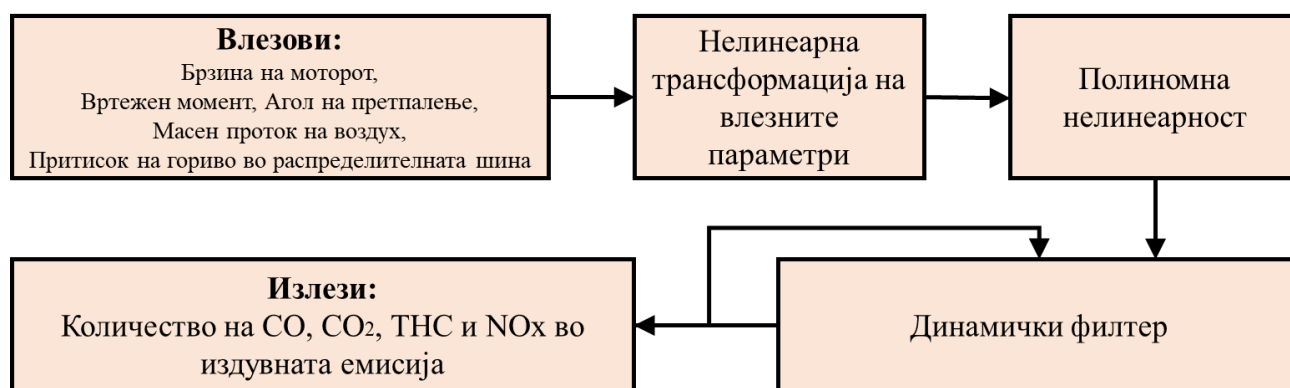 Влезови:
Брзина на моторот,
Вртежен момент, Агол на претпалење,
Масен проток на воздух,
Притисок на гориво во распределителната шина
Нелинеарна
трансформација на
влезните
параметри
Полиномна
нелинеарност
Излези:
Количество на CO, CO₂, THC и NOx во
издувната емисија
Динамички филтер